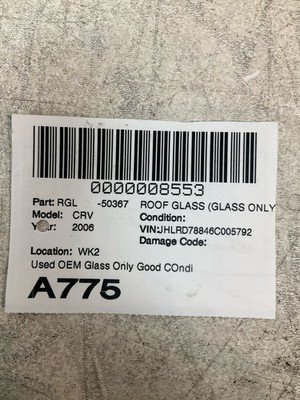 0000008553
Part: RGL -50367 ROOF GLASS (GLASS ONLY
Model: CRV Condition:
Year: 2006 VIN:JHLRD78846C005792
Damage Code:
Location: WK2
Used OEM Glass Only Good COndi
A775